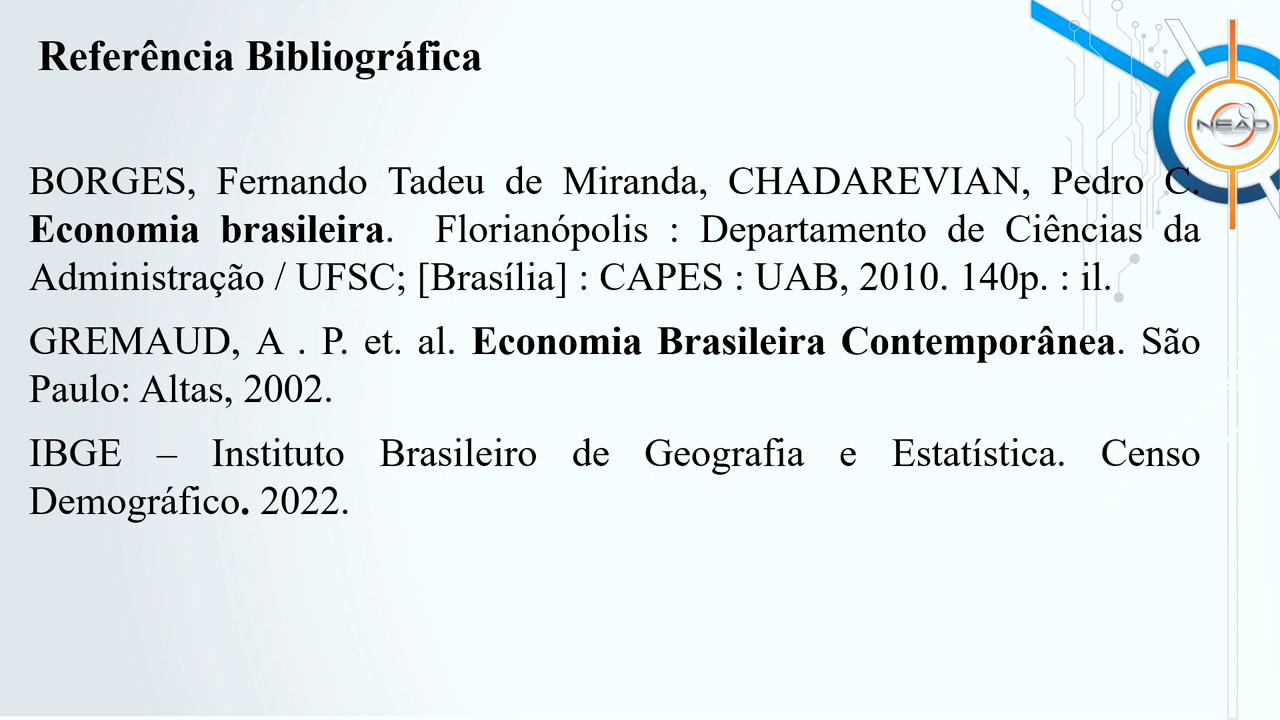 Referência Bibliográfica
NEAD
BORGES, Fernando Tadeu de Miranda, CHADAREVIAN, Pedro C.
Economia brasileira. Florianópolis : Departamento de Ciências da
Administração / UFSC; [Brasília] : CAPES : UAB, 2010. 140p. : il.
GREMAUD, A . P. et. al. Economia Brasileira Contemporânea. São
Paulo: Altas, 2002.
IBGE – Instituto Brasileiro de Geografia e Estatística. Censo
Demográfico. 2022.